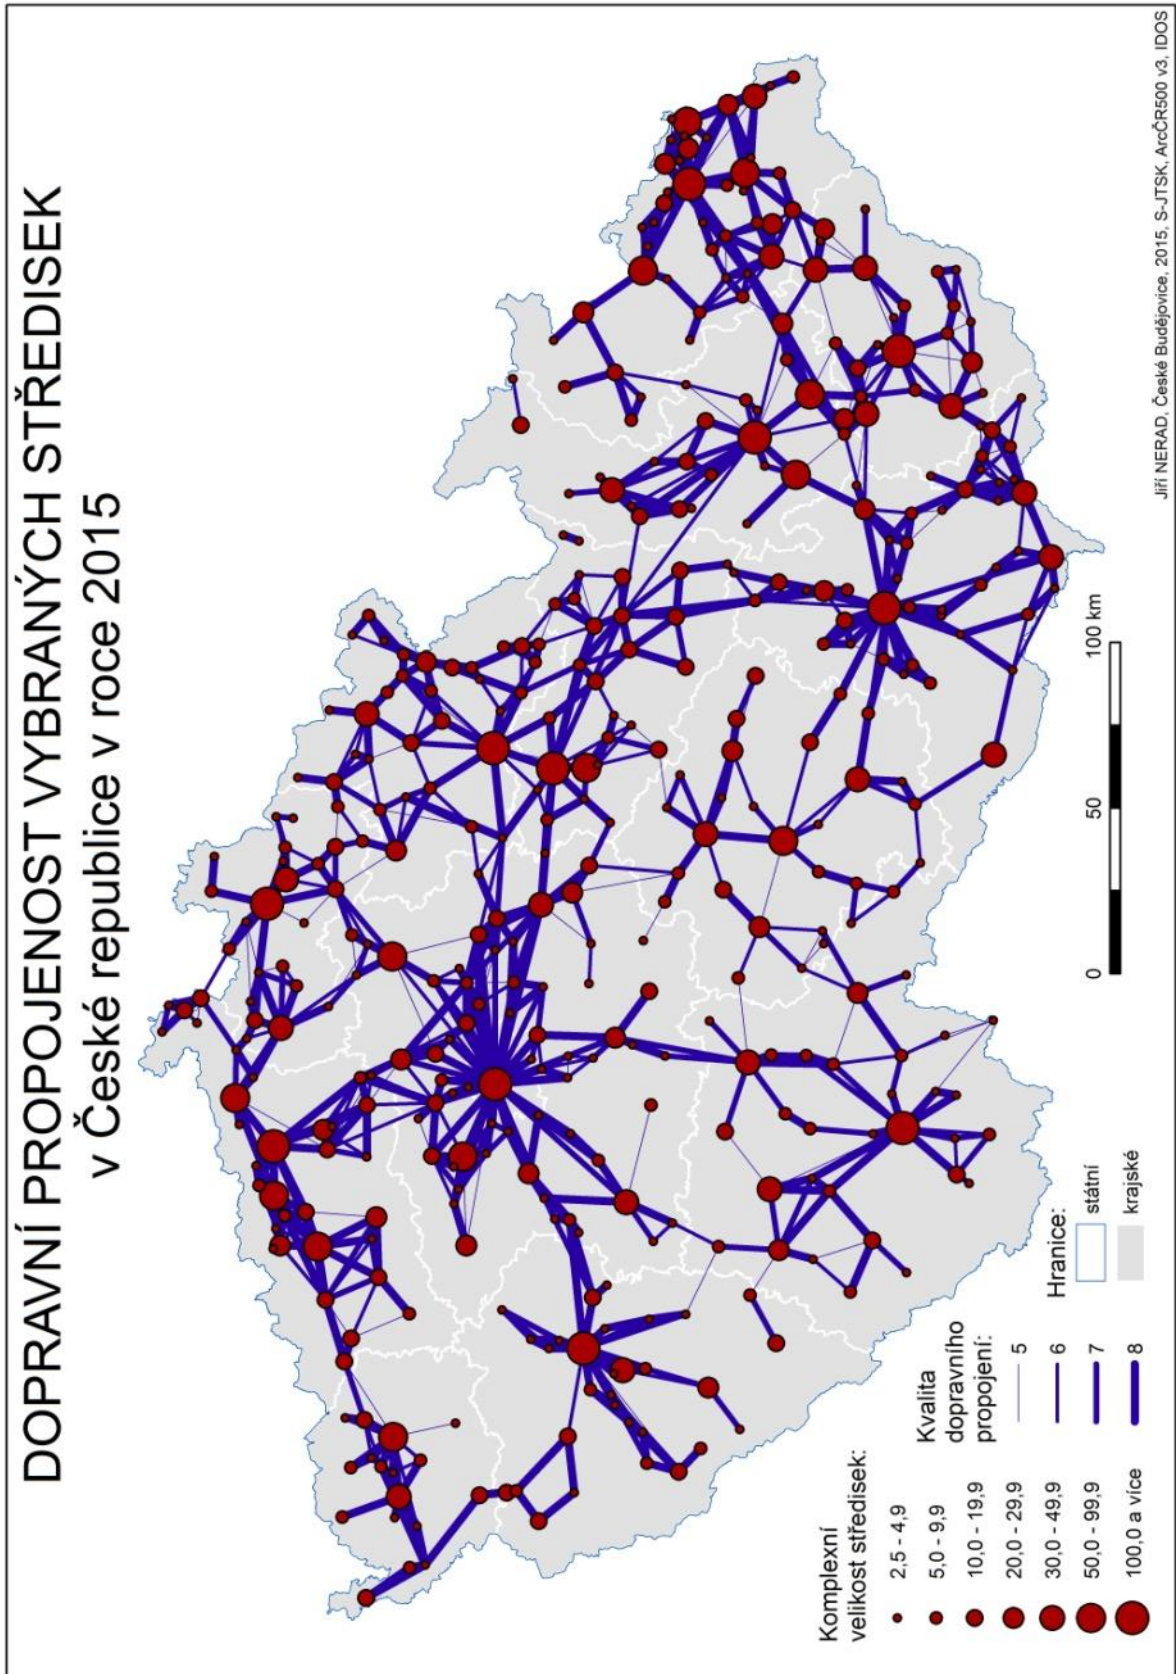 DOPRAVNÍ PROPOJENOST VYBRANÝCH STŘEDISEK
v České republice v roce 2015
Komplexní
velikost středisek:
2,5 - 4,9
5,0 - 9,9
10,0 - 19,9
20,0 - 29,9
30,0 - 49,9
50,0 - 99,9
100,0 a více
Kvalita
dopravního
propojení:
5
6
7
8
Hranice:
státní
krajské
0 50 100 km
Jiří NERAD, České Budějovice, 2015, S-JTSK, ArcČR500 v3, IDOS